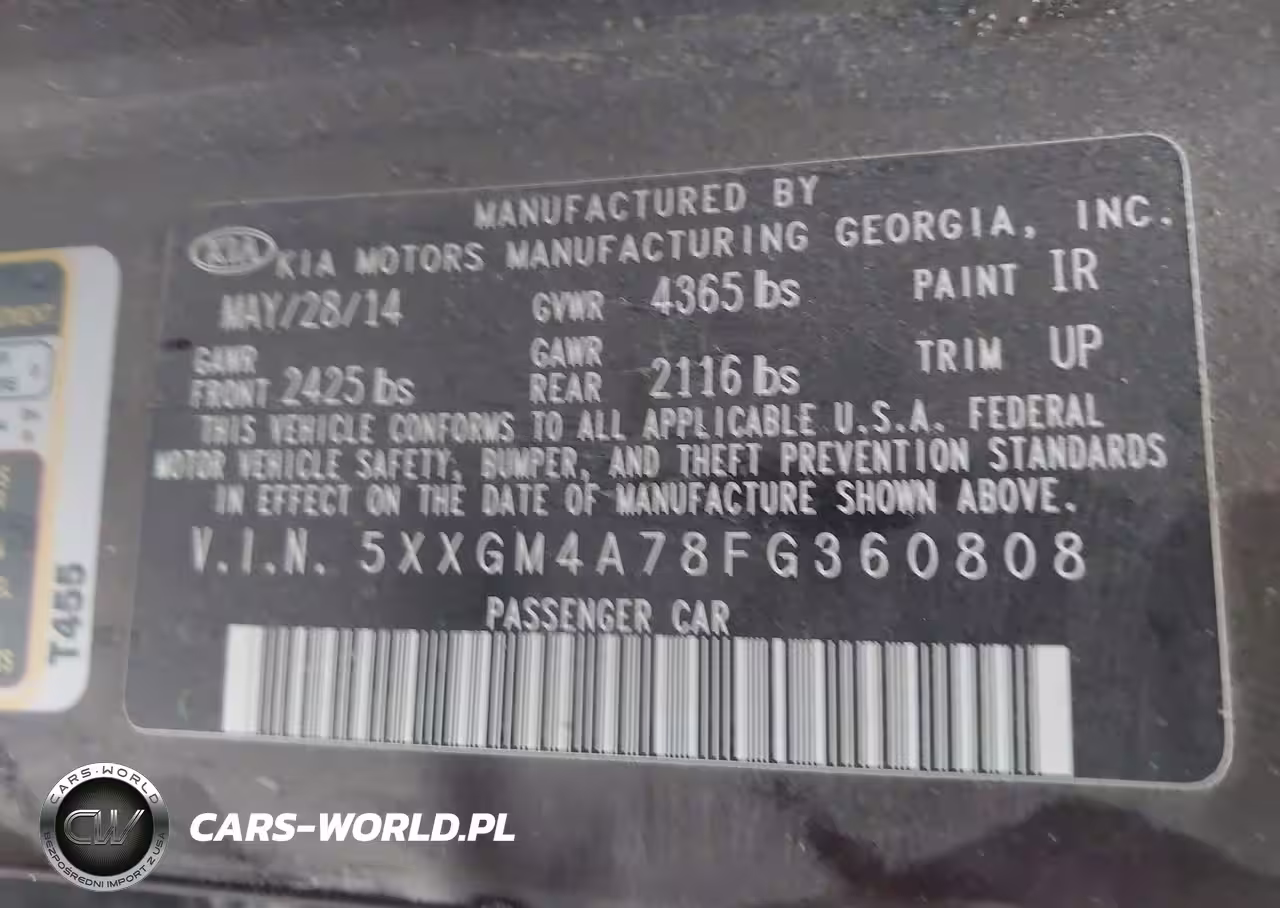 MANUFACTURED BY
KIA KIA MOTORS MANUFACTURING GEORGIA, INC.
MAY/28/14 GVWR 4365 lbs PAINT IR
GAWR FRONT 2425 lbs GAWR REAR 2116 lbs TRIM UP
THIS VEHICLE CONFORMS TO ALL APPLICABLE U.S.A. FEDERAL
MOTOR VEHICLE SAFETY, BUMPER, AND THEFT PREVENTION STANDARDS
IN EFFECT ON THE DATE OF MANUFACTURE SHOWN ABOVE.
V.I.N. 5XXGM4A78FG360808
PASSENGER CAR
T455
CARS-WORLD
CW
BEZPOŚREDNI IMPORT Z USA
CARS-WORLD.PL